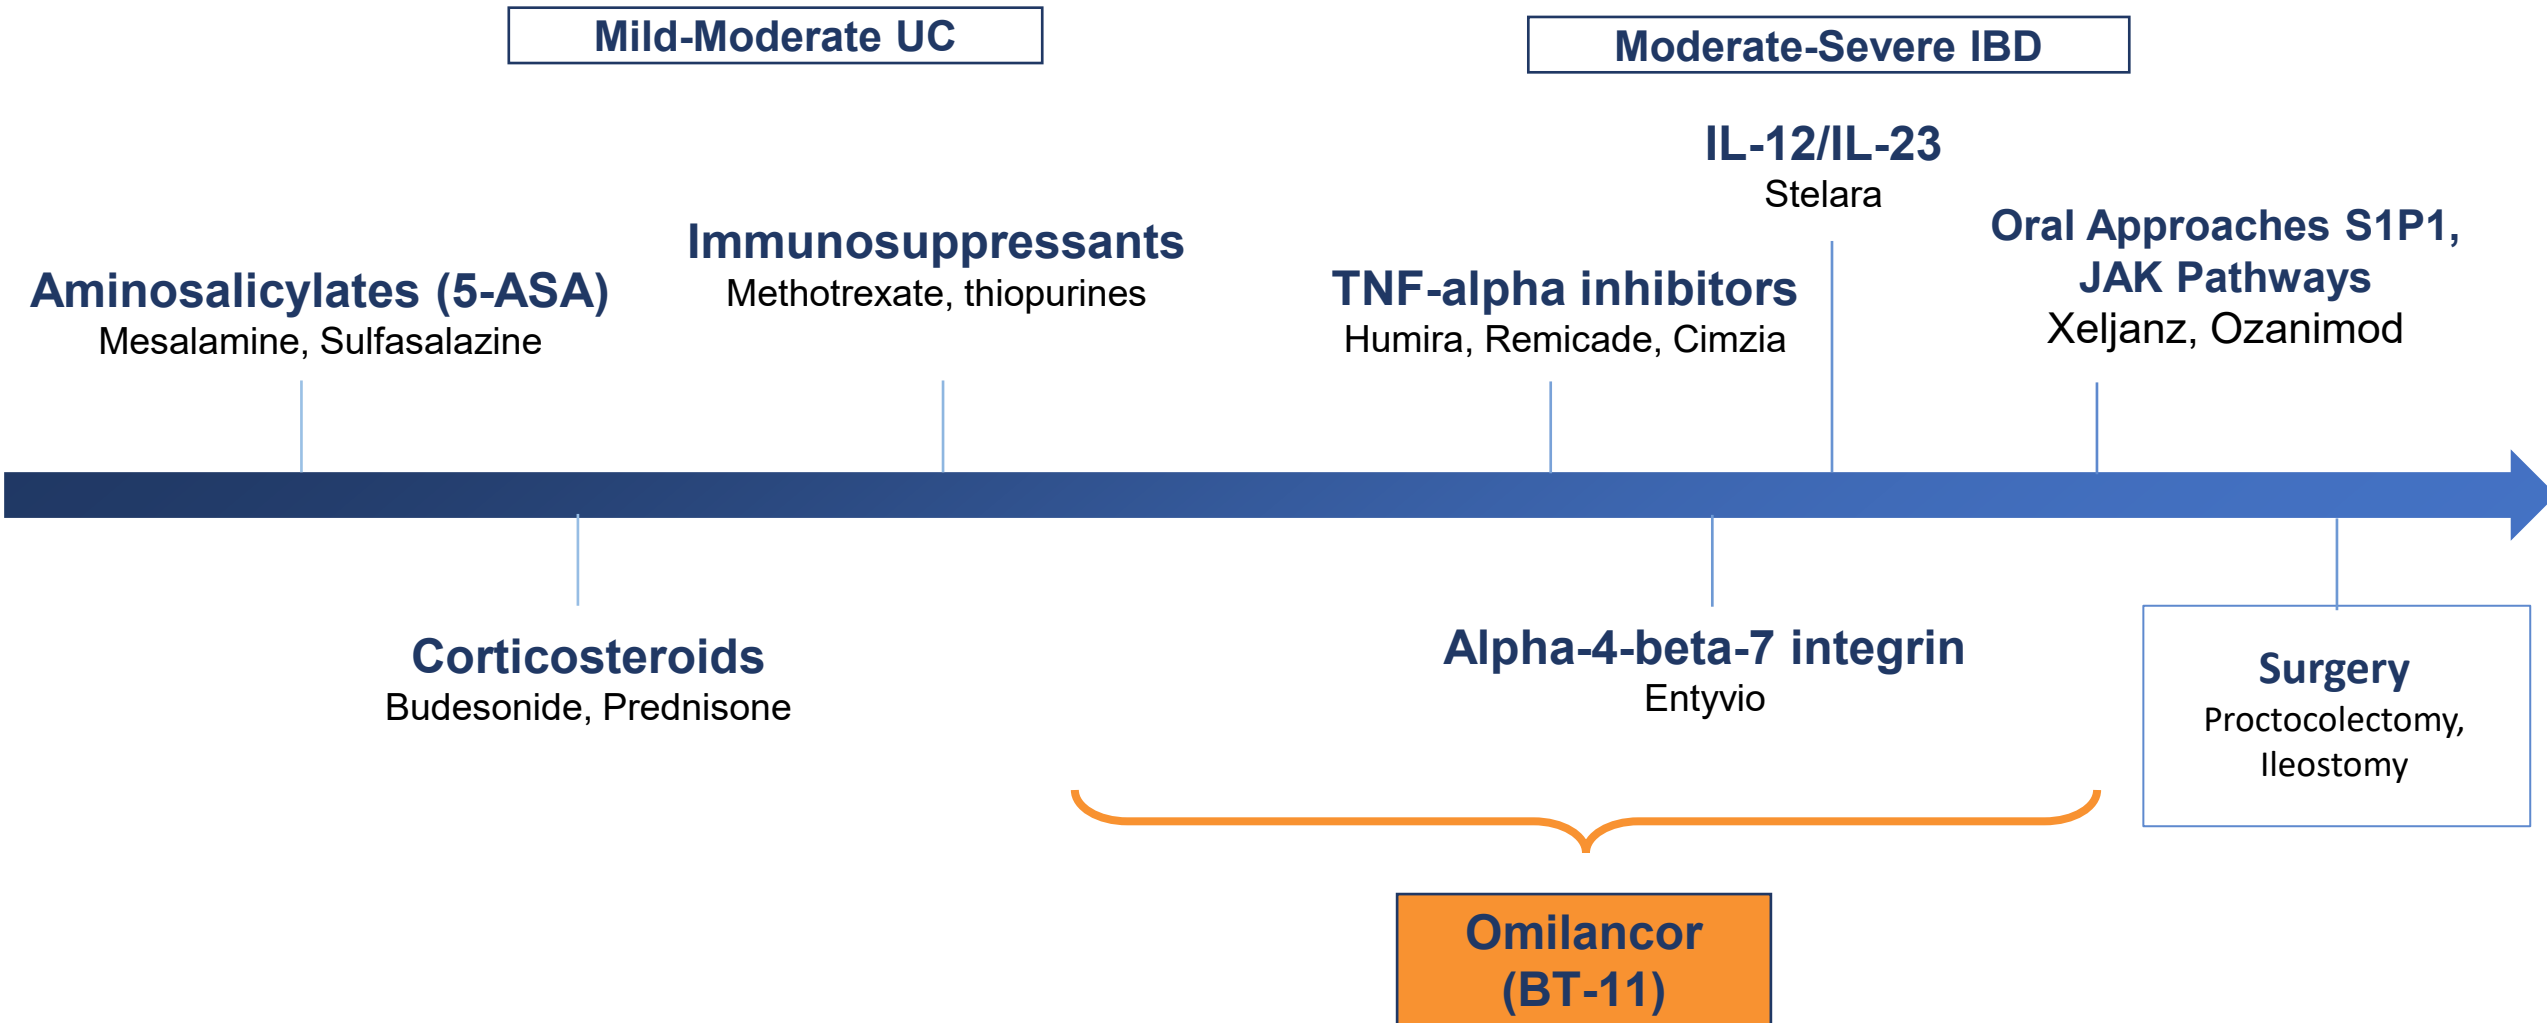 Mild-Moderate UC
Moderate-Severe IBD
IL-12/IL-23
Stelara
Oral Approaches S1P1,
JAK Pathways
Xeljanz, Ozanimod
Immunosuppressants
Methotrexate, thiopurines
Aminosalicylates (5-ASA)
Mesalamine, Sulfasalazine
TNF-alpha inhibitors
Humira, Remicade, Cimzia
Corticosteroids
Budesonide, Prednisone
Alpha-4-beta-7 integrin
Entyvio
Surgery
Proctocolectomy,
Ileostomy
Omilancor
(BT-11)